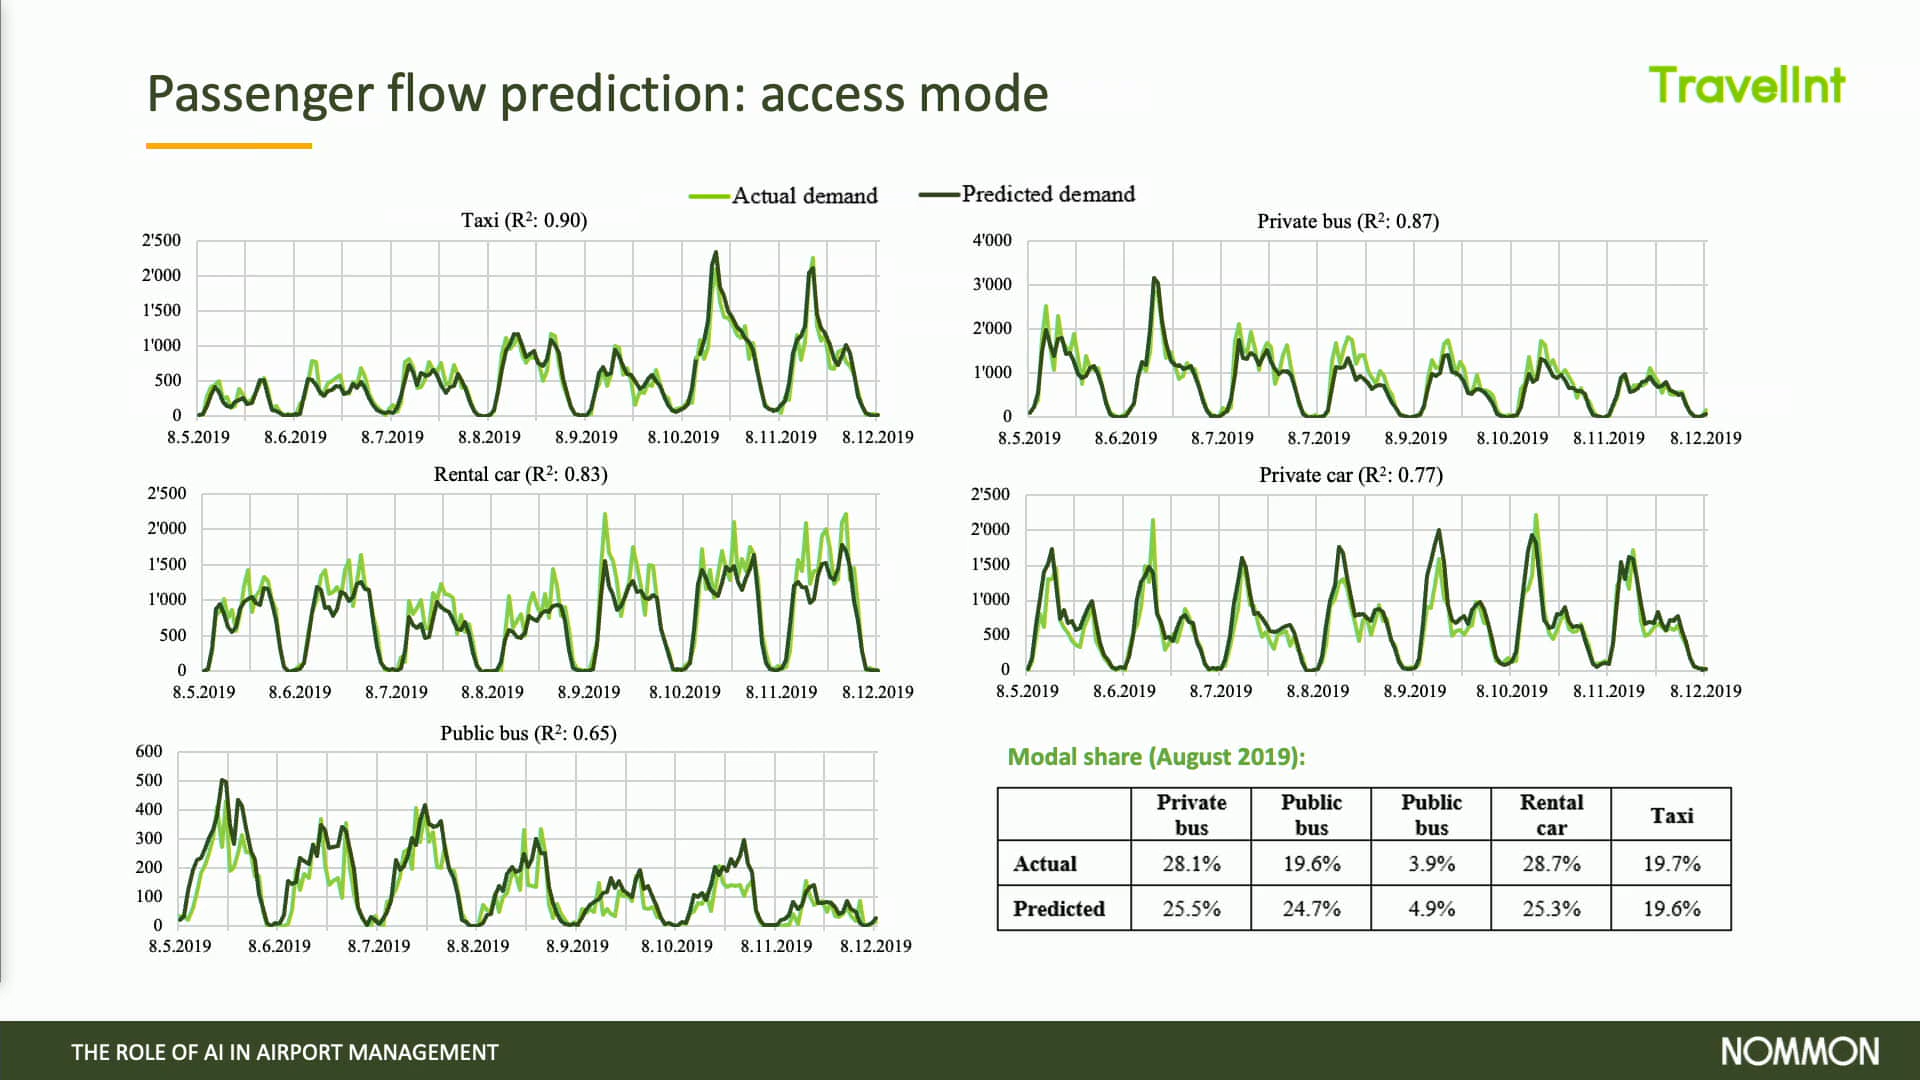 Passenger flow prediction: access mode
TravelInt
Actual demand
Predicted demand
Taxi (R²: 0.90)
2'500
2'000
1'500
1'000
500
0
8.5.2019 8.6.2019 8.7.2019 8.8.2019 8.9.2019 8.10.2019 8.11.2019 8.12.2019
Private bus (R²: 0.87)
4'000
3'000
2'000
1'000
0
8.5.2019 8.6.2019 8.7.2019 8.7.2019 8.9.2019 8.10.2019 8.11.2019 8.12.2019
Rental car (R²: 0.83)
2'500
2'000
1'500
1'000
500
0
8.5.2019 8.6.2019 8.7.2019 8.8.2019 8.9.2019 8.10.2019 8.11.2019 8.12.2019
Private car (R²: 0.77)
2'500
2'000
1'500
1'000
500
0
8.5.2019 8.6.2019 8.7.2019 8.8.2019 8.9.2019 8.10.2019 8.11.2019 8.12.2019
Public bus (R²: 0.65)
600
500
400
300
200
100
0
8.5.2019 8.6.2019 8.7.2019 8.8.2019 8.9.2019 8.10.2019 8.11.2019 8.12.2019
Modal share (August 2019):
Private bus Public bus Public bus Rental car Taxi
Actual 28.1% 19.6% 3.9% 28.7% 19.7%
Predicted 25.5% 24.7% 4.9% 25.3% 19.6%
THE ROLE OF AI IN AIRPORT MANAGEMENT
NOMMON